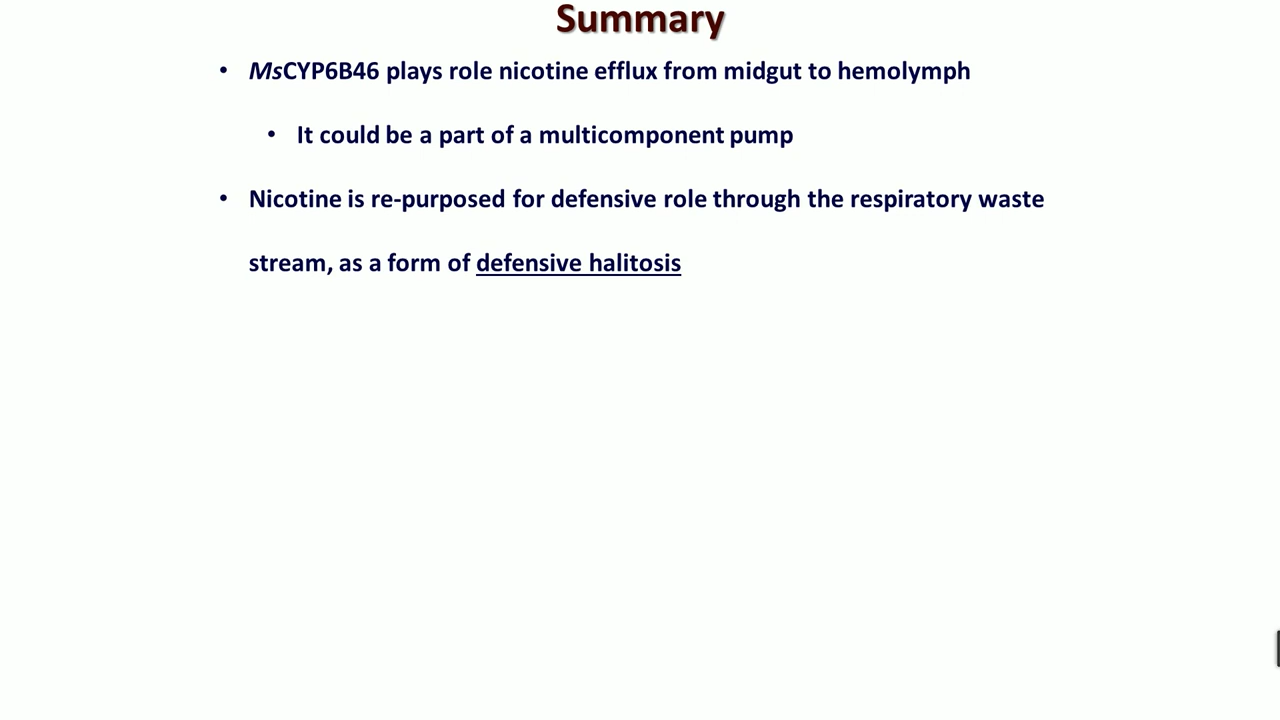 Summary
• MsCYP6B46 plays role nicotine efflux from midgut to hemolymph
• It could be a part of a multicomponent pump
• Nicotine is re-purposed for defensive role through the respiratory waste
stream, as a form of defensive halitosis